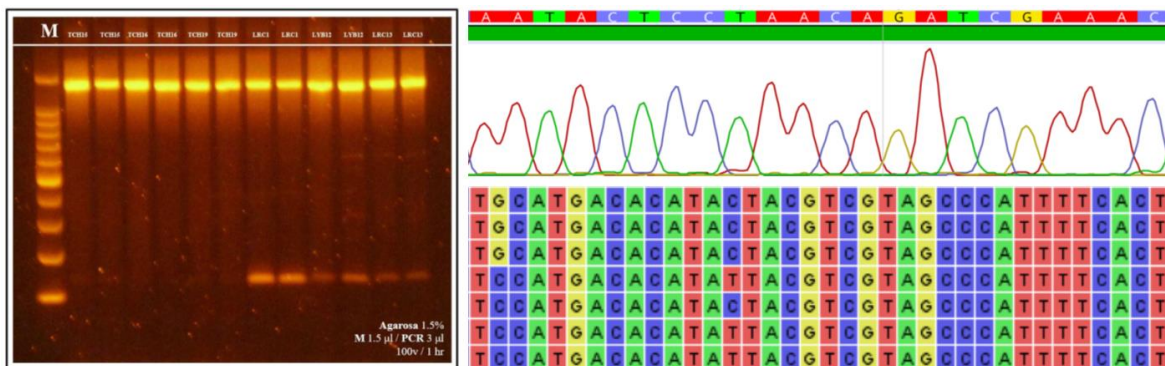 M TCH15 TCH15 TCH16 TCH16 TCH19 TCH19 LRC1 LRC1 LYB12 LYB12 LRC13 LRC13
Agarosa 1.5%
M 1.5 µl / PCR 3 µl
100v / 1 hr
A A T A C T C C T A A C A G A T C G A A A C
T G C A T G A C A C A T A C T A C G T C G T A G C C C A T T T T C A C T
T G C A T G A C A C A T A C T A C G T C G T A G C C C A T T T T C A C T
T G C A T G A C A C A T A C T A C G T C G T A G C C C A T T T T C A C T
T C C A T G A C A C A T A T T A C G T C G T A G C C C A T T T T C A C T
T C C A T G A C A C A T A C T A C G T C G T A G C C C A T T T T C A C T
T C C A T G A C A C A T A T T A C G T C G T A G C C C A T T T T C A C T
T C C A T G A C A C A T A T T A C G T C G T A G C C C A T T T T C A C T